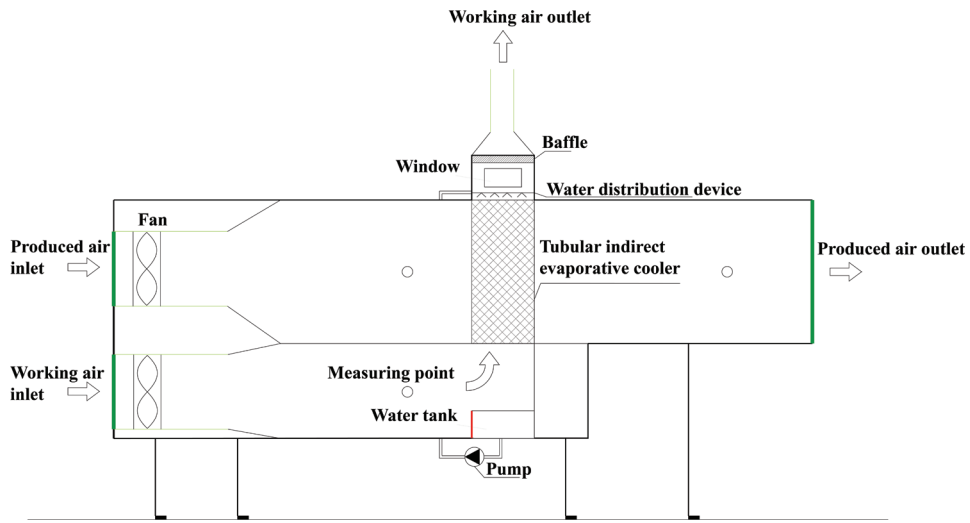 Working air outlet
Baffle
Window
Water distribution device
Fan
Produced air
inlet
Tubular indirect
evaporative cooler
Produced air outlet
Working air
inlet
Measuring point
Water tank
Pump